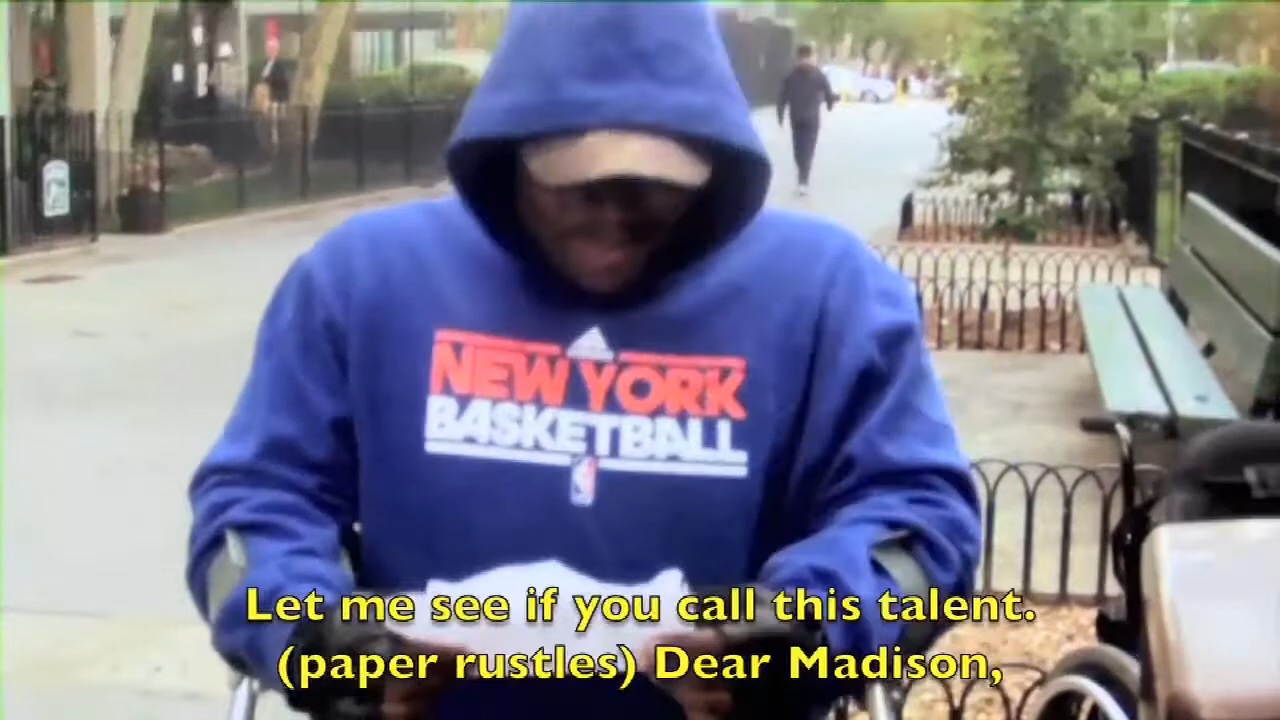 NEW YORK
BASKETBALL
Let me see if you call this talent.
(paper rustles) Dear Madison,